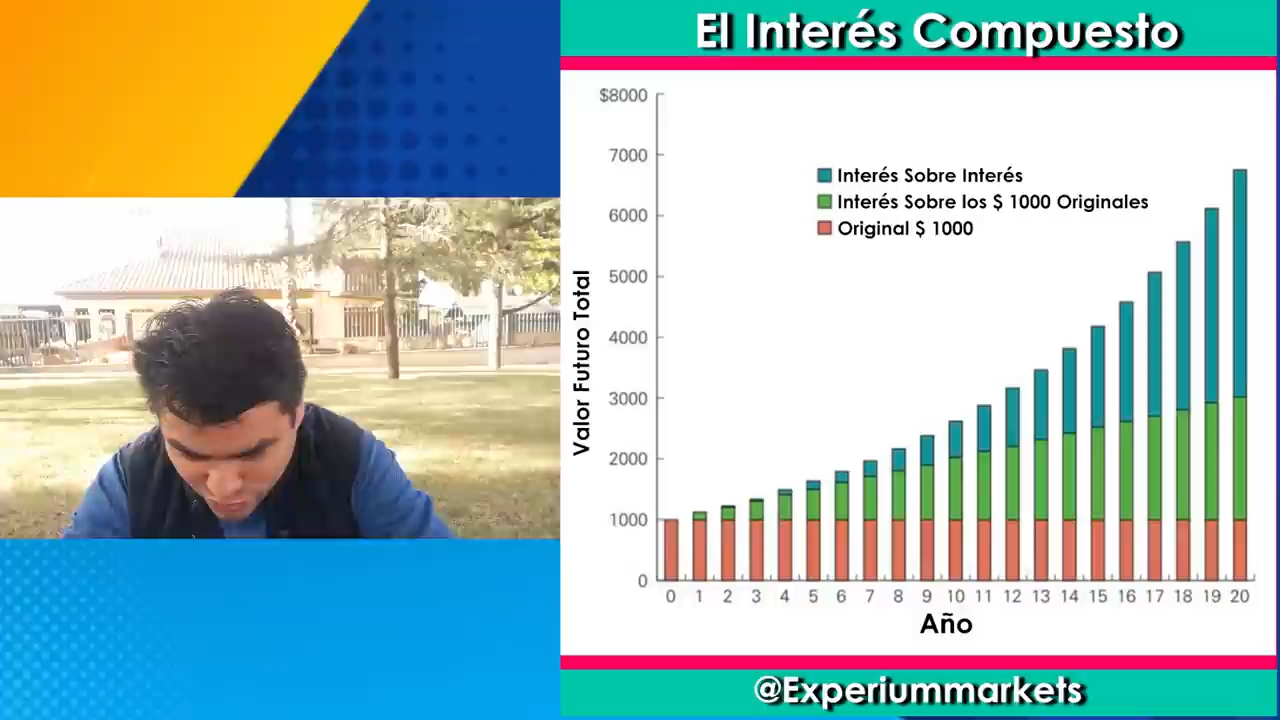 El Interés Compuesto
$8000
7000
6000
5000
4000
3000
2000
1000
0
Valor Futuro Total
Interés Sobre Interés
Interés Sobre los $ 1000 Originales
Original $ 1000
0 1 2 3 4 5 6 7 8 9 10 11 12 13 14 15 16 17 18 19 20
Año
@Experiummarkets